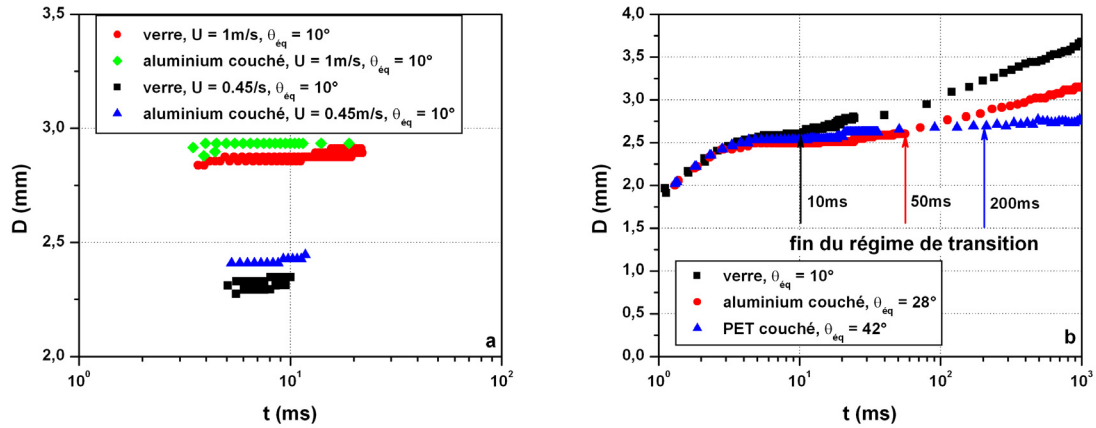 3,5
3,0
2,5
2,0
D (mm)
verre, U = 1m/s, θéq = 10°
aluminium couché, U = 1m/s, θéq = 10°
verre, U = 0.45/s, θéq = 10°
aluminium couché, U = 0.45m/s, θéq = 10°
a
10⁰ 10¹ 10²
t (ms)
4,0
3,5
3,0
2,5
2,0
1,5
1,0
0,5
0,0
D (mm)
b
10ms 50ms 200ms
fin du régime de transition
verre, θéq = 10°
aluminium couché, θéq = 28°
PET couché, θéq = 42°
10⁰ 10¹ 10² 10³
t (ms)